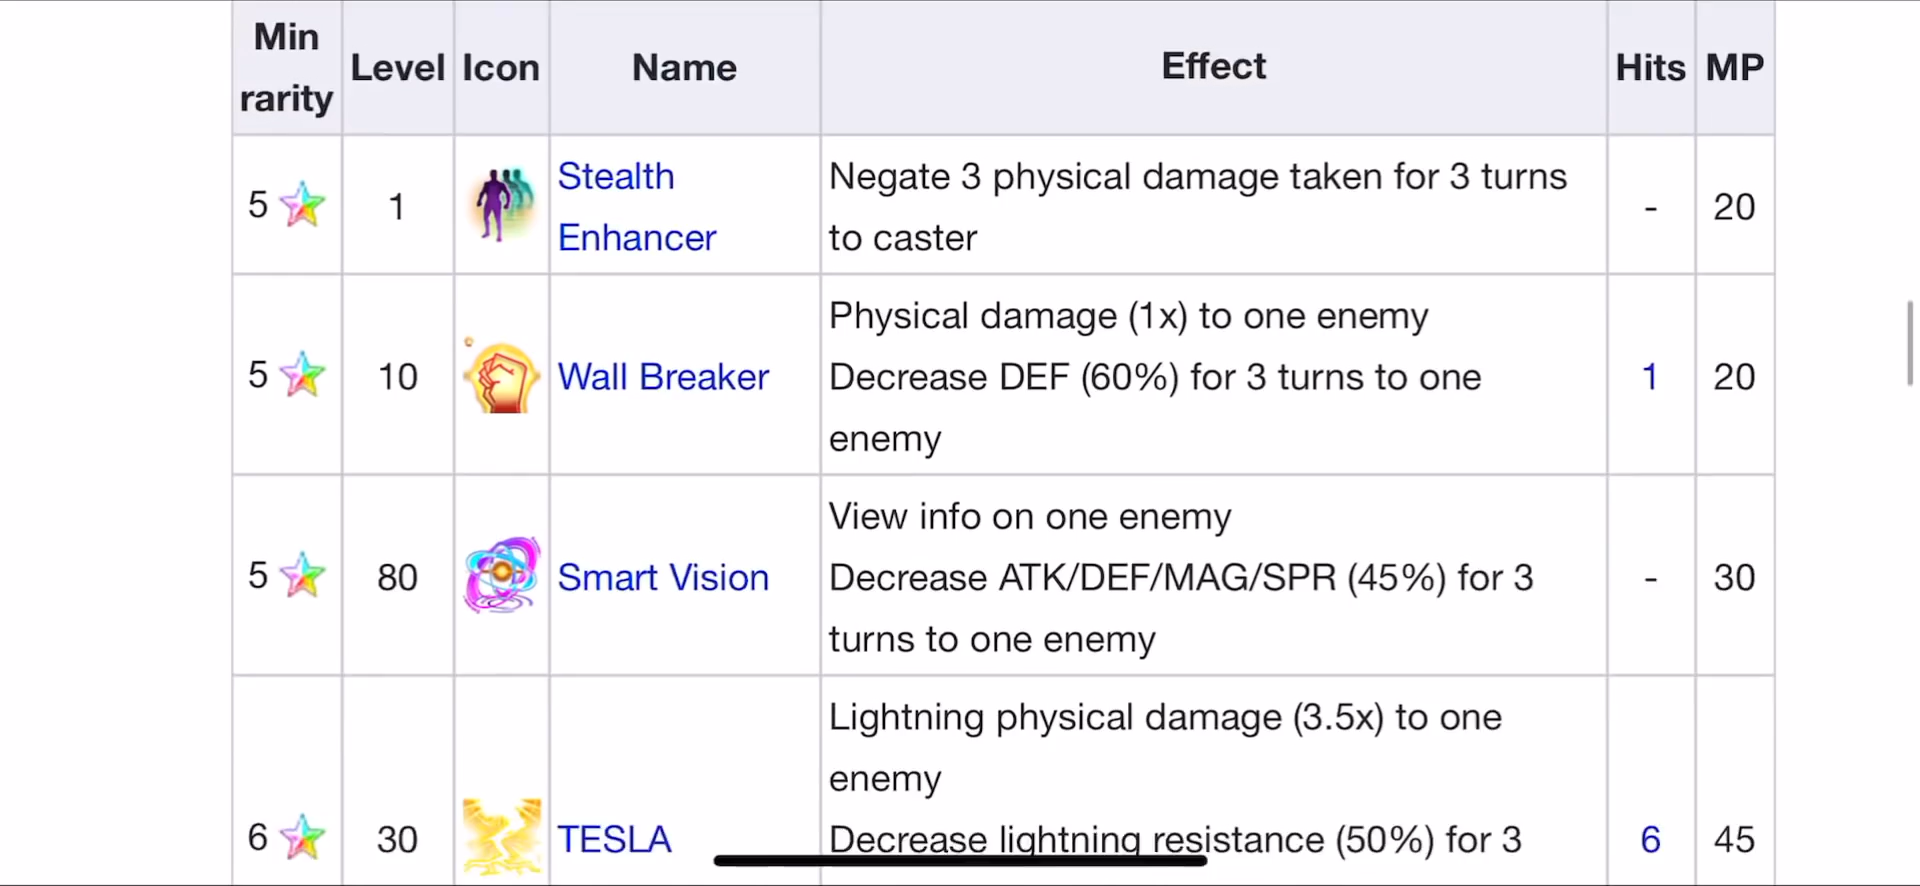 Min rarity Level Icon Name Effect Hits MP
5 1 Stealth Enhancer Negate 3 physical damage taken for 3 turns to caster - 20
5 10 Wall Breaker Physical damage (1x) to one enemy
Decrease DEF (60%) for 3 turns to one enemy 1 20
5 80 Smart Vision View info on one enemy
Decrease ATK/DEF/MAG/SPR (45%) for 3 turns to one enemy - 30
6 30 TESLA Lightning physical damage (3.5x) to one enemy
Decrease lightning resistance (50%) for 3 6 45